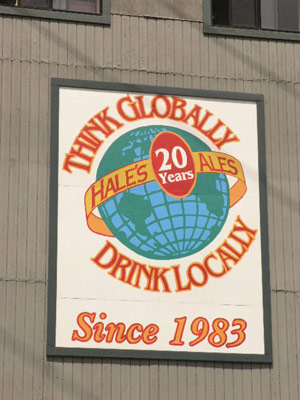 THINK GLOBALLY
HALE'S 20 Years ALES
DRINK LOCALLY
Since 1983